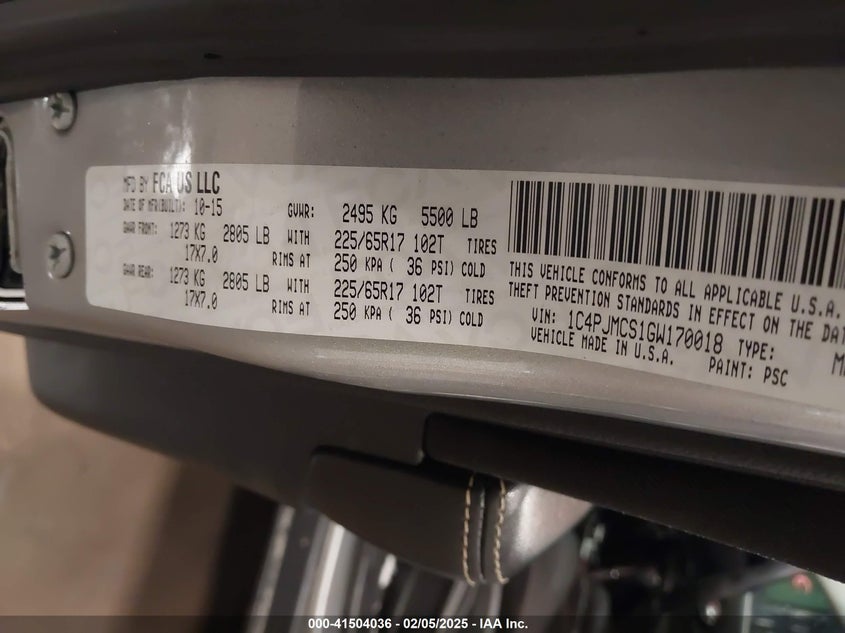 MFD BY FCA US LLC
DATE OF MFR(BUILT): 10-15 GVWR: 2495 KG 5500 LB
GWAR FRONT: 1273 KG 2805 LB WITH 225/65R17 102T TIRES
17X7.0 RIMS AT 250 KPA ( 36 PSI) COLD
GWAR REAR: 1273 KG 2805 LB WITH 225/65R17 102T TIRES
17X7.0 RIMS AT 250 KPA ( 36 PSI) COLD
THIS VEHICLE CONFORMS TO ALL APPLICABLE U.S.A.
THEFT PREVENTION STANDARDS IN EFFECT ON THE DAT
VIN: 1C4PJMCS1GW170018 TYPE:
VEHICLE MADE IN U.S.A. PAINT: PSC
000-41504036 - 02/05/2025 - IAA Inc.